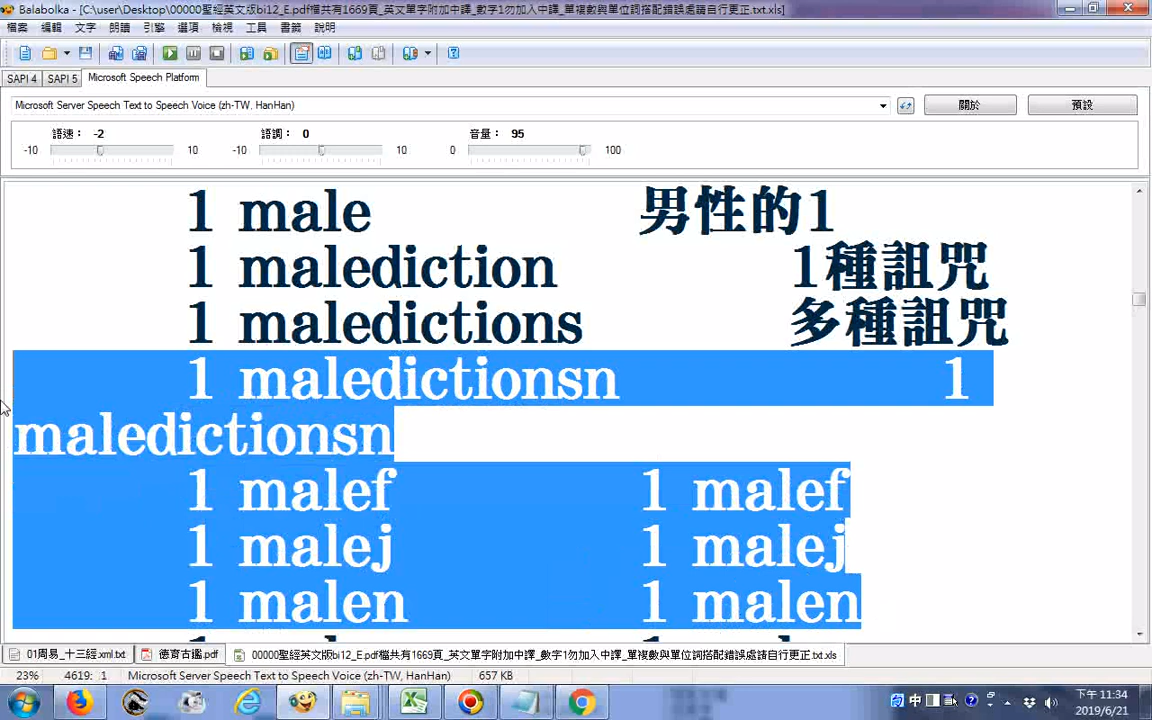 Balabolka - [C:\user\Desktop\00000聖經英文版bi12_E.pdf檔共有1669頁_英文單字附加中譯_數字1勿加入中譯_單複數與單位詞搭配錯誤處請自行更正.txt.xls]
檔案 編輯 文字 朗讀 引擎 選項 檢視 工具 書籤 說明
SAPI 4 SAPI 5 Microsoft Speech Platform
Microsoft Server Speech Text to Speech Voice (zh-TW, HanHan) 關於 預設
語速： -2 語調： 0 音量： 95
-10 10 -10 10 0 100
1 male 男性的1
1 malediction 1種詛咒
1 maledictions 多種詛咒
1 maledictionsn 1
maledictionsn
1 malef 1 malef
1 malej 1 malej
1 malen 1 malen
01周易_十三經.xml.txt 德育古鑑.pdf 00000聖經英文版bi12_E.pdf檔共有1669頁_英文單字附加中譯_數字1勿加入中譯_單複數與單位詞搭配錯誤處請自行更正.txt.xls
23% 4619: 1 Microsoft Server Speech Text to Speech Voice (zh-TW, HanHan) 657 KB
中 下午 11:34
2019/6/21